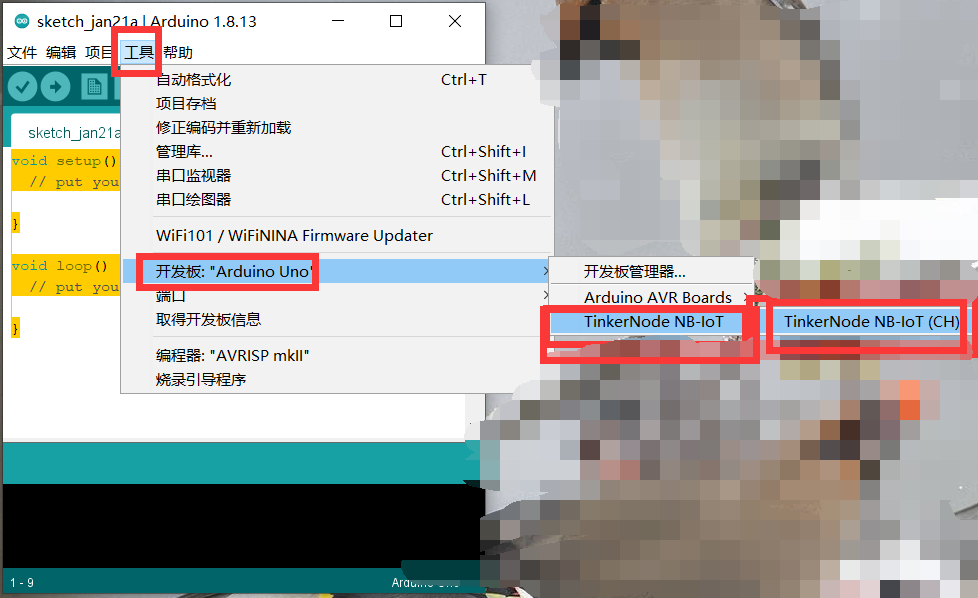 sketch_jan21a | Arduino 1.8.13
文件 编辑 项目 工具 帮助
自动格式化 Ctrl+T
项目存档
修正编码并重新加载
管理库... Ctrl+Shift+I
串口监视器 Ctrl+Shift+M
串口绘图器 Ctrl+Shift+L
WiFi101 / WiFiNINA Firmware Updater
开发板: "Arduino Uno"
端口
取得开发板信息
编程器: "AVRISP mkII"
烧录引导程序
开发板管理器...
Arduino AVR Boards
TinkerNode NB-IoT
TinkerNode NB-IoT (CH)
sketch_jan21a
void setup()
// put you
}
void loop()
// put you
}
1 - 9